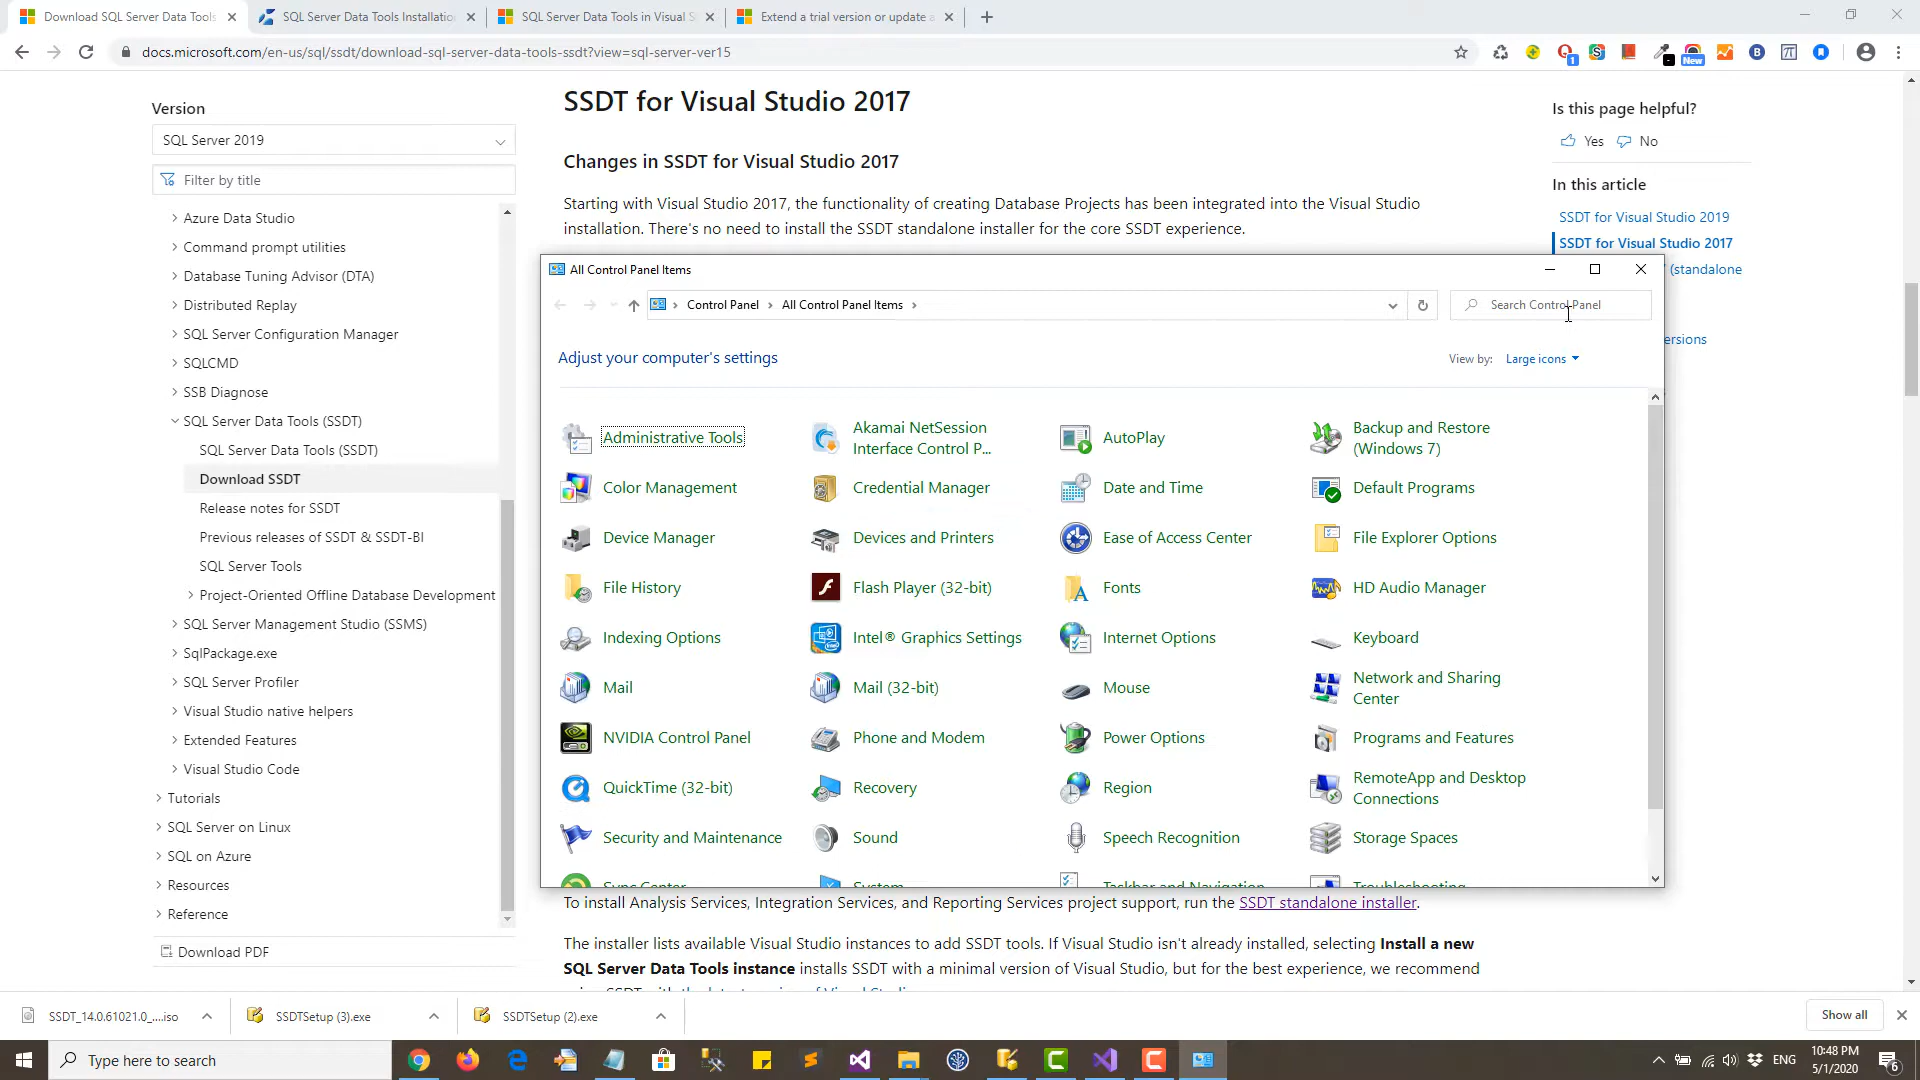 Download SQL Server Data Tools
SQL Server Data Tools Installatio
SQL Server Data Tools in Visual S
Extend a trial version or update a
docs.microsoft.com/en-us/sql/ssdt/download-sql-server-data-tools-ssdt?view=sql-server-ver15
1
New
Version
SQL Server 2019
Filter by title
Azure Data Studio
Command prompt utilities
Database Tuning Advisor (DTA)
Distributed Replay
SQL Server Configuration Manager
SQLCMD
SSB Diagnose
SQL Server Data Tools (SSDT)
SQL Server Data Tools (SSDT)
Download SSDT
Release notes for SSDT
Previous releases of SSDT & SSDT-BI
SQL Server Tools
Project-Oriented Offline Database Development
SQL Server Management Studio (SSMS)
SqlPackage.exe
SQL Server Profiler
Visual Studio native helpers
Extended Features
Visual Studio Code
Tutorials
SQL Server on Linux
SQL on Azure
Resources
Reference
Download PDF
SSDT for Visual Studio 2017
Changes in SSDT for Visual Studio 2017
Starting with Visual Studio 2017, the functionality of creating Database Projects has been integrated into the Visual Studio
installation. There's no need to install the SSDT standalone installer for the core SSDT experience.
Is this page helpful?
Yes No
In this article
SSDT for Visual Studio 2019
SSDT for Visual Studio 2017
(standalone
ersions
All Control Panel Items
Control Panel All Control Panel Items
Search Control Panel
Adjust your computer's settings
View by: Large icons
Administrative Tools
Akamai NetSession
Interface Control P...
AutoPlay
Backup and Restore
(Windows 7)
Color Management
Credential Manager
Date and Time
Default Programs
Device Manager
Devices and Printers
Ease of Access Center
File Explorer Options
File History
Flash Player (32-bit)
Fonts
HD Audio Manager
Indexing Options
Intel® Graphics Settings
Internet Options
Keyboard
Mail
Mail (32-bit)
Mouse
Network and Sharing
Center
NVIDIA Control Panel
Phone and Modem
Power Options
Programs and Features
QuickTime (32-bit)
Recovery
Region
RemoteApp and Desktop
Connections
Security and Maintenance
Sound
Speech Recognition
Storage Spaces
Sync Center
System
Taskbar and Navigation
Troubleshooting
To install Analysis Services, Integration Services, and Reporting Services project support, run the SSDT standalone installer.
The installer lists available Visual Studio instances to add SSDT tools. If Visual Studio isn't already installed, selecting Install a new
SQL Server Data Tools instance installs SSDT with a minimal version of Visual Studio, but for the best experience, we recommend
using SSDT with the latest version of Visual Studio
SSDT_14.0.61021.0_....iso
SSDTSetup (3).exe
SSDTSetup (2).exe
Show all
Type here to search
ENG
10:48 PM
5/1/2020
6